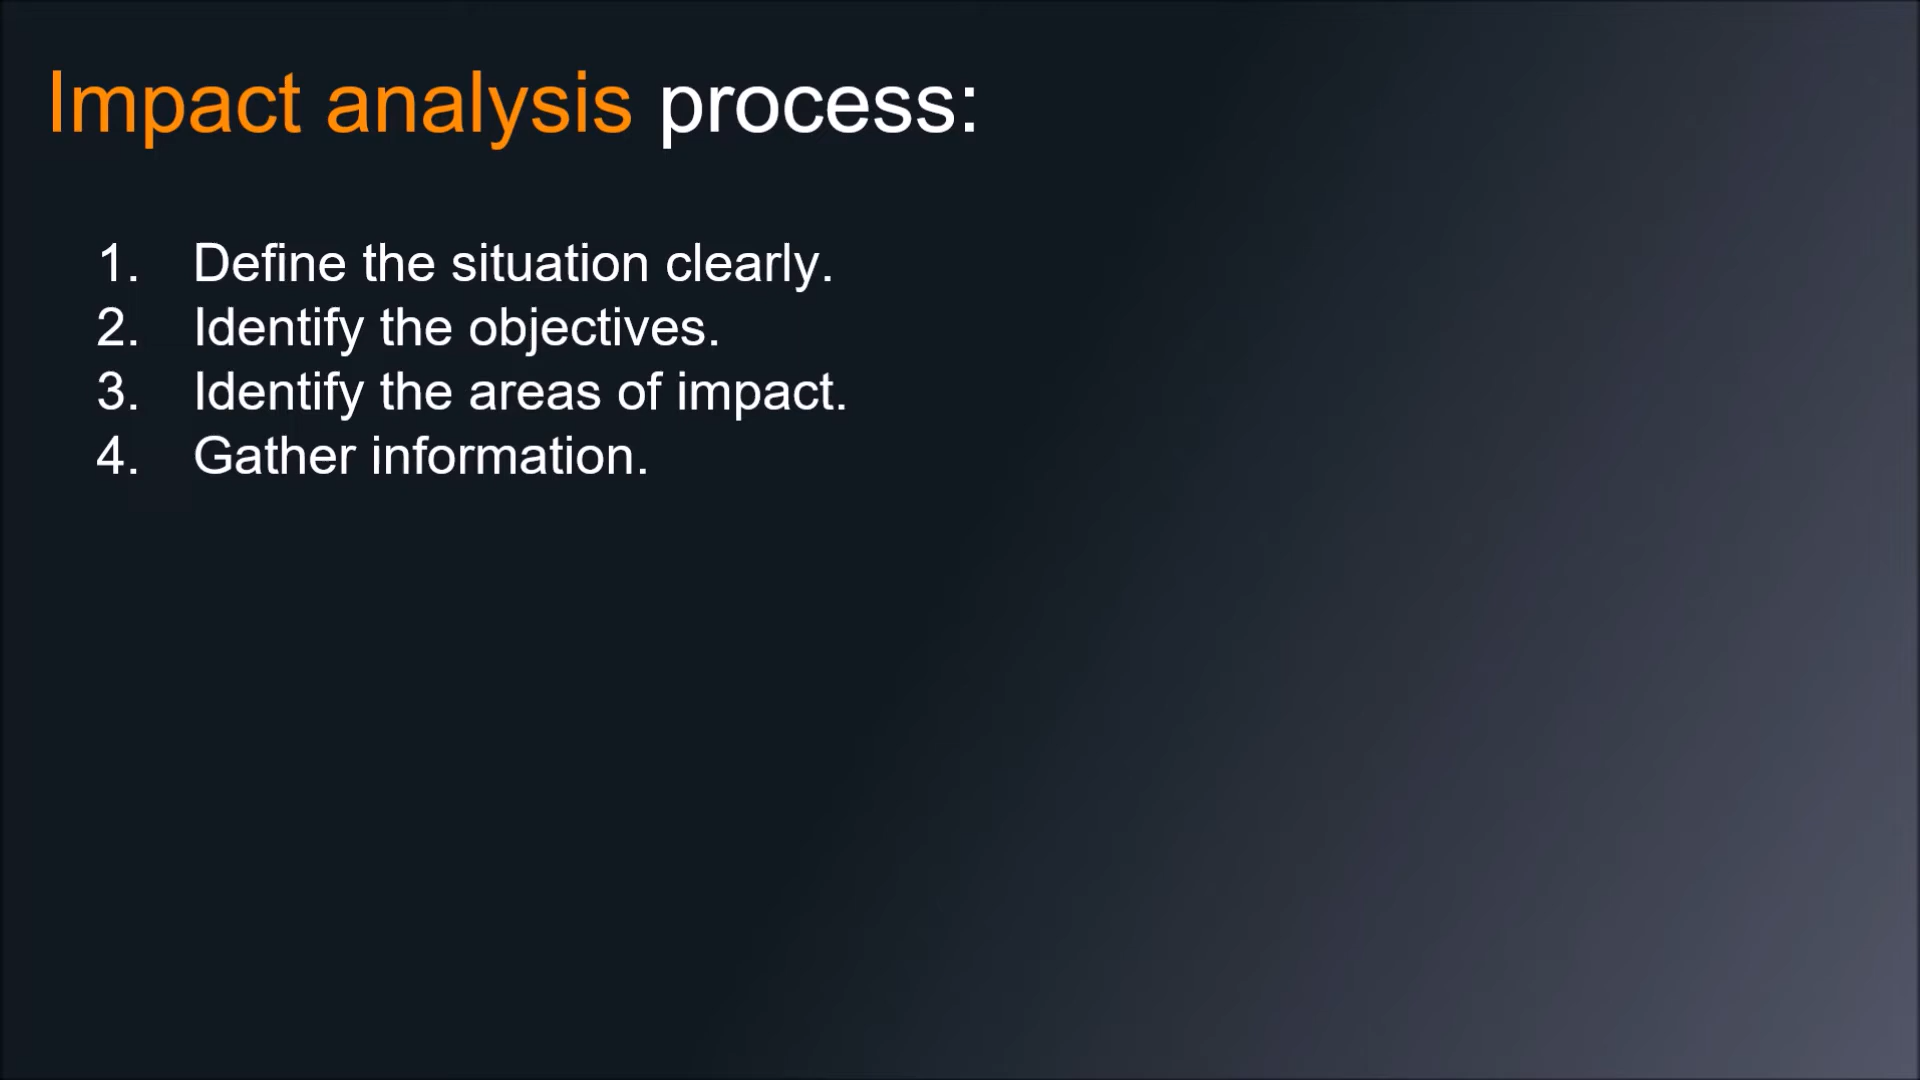 Impact analysis process:
1. Define the situation clearly.
2. Identify the objectives.
3. Identify the areas of impact.
4. Gather information.